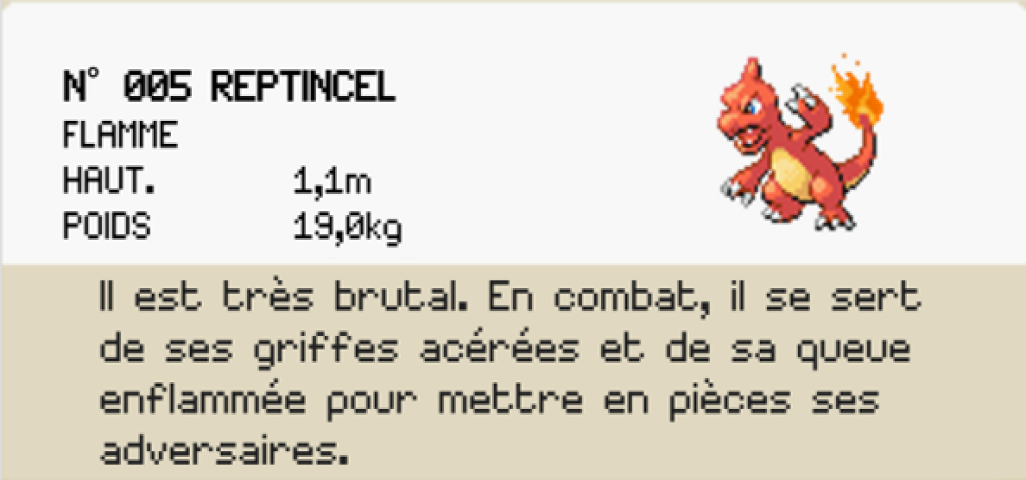 N° 005 REPTINCEL
FLAMME
HAUT. 1,1m
POIDS 19,0kg
Il est très brutal. En combat, il se sert
de ses griffes acérées et de sa queue
enflammée pour mettre en pièces ses
adversaires.